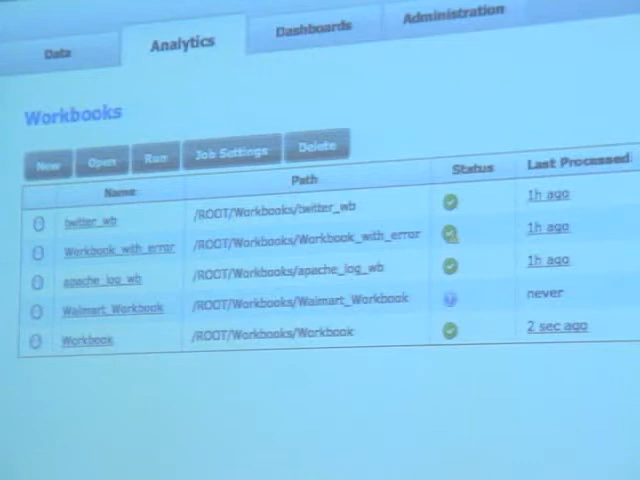 Data Analytics Dashboards Administration
Workbooks
New Open Run Job Settings Delete
Name Path Status Last Processed
twitter_wb /ROOT/Workbooks/twitter_wb 1h ago
Workbook_with_error /ROOT/Workbooks/Workbook_with_error 1h ago
apache_log_wb /ROOT/Workbooks/apache_log_wb 1h ago
Walmart_Workbook /ROOT/Workbooks/Walmart_Workbook never
Workbook /ROOT/Workbooks/Workbook 2 sec ago